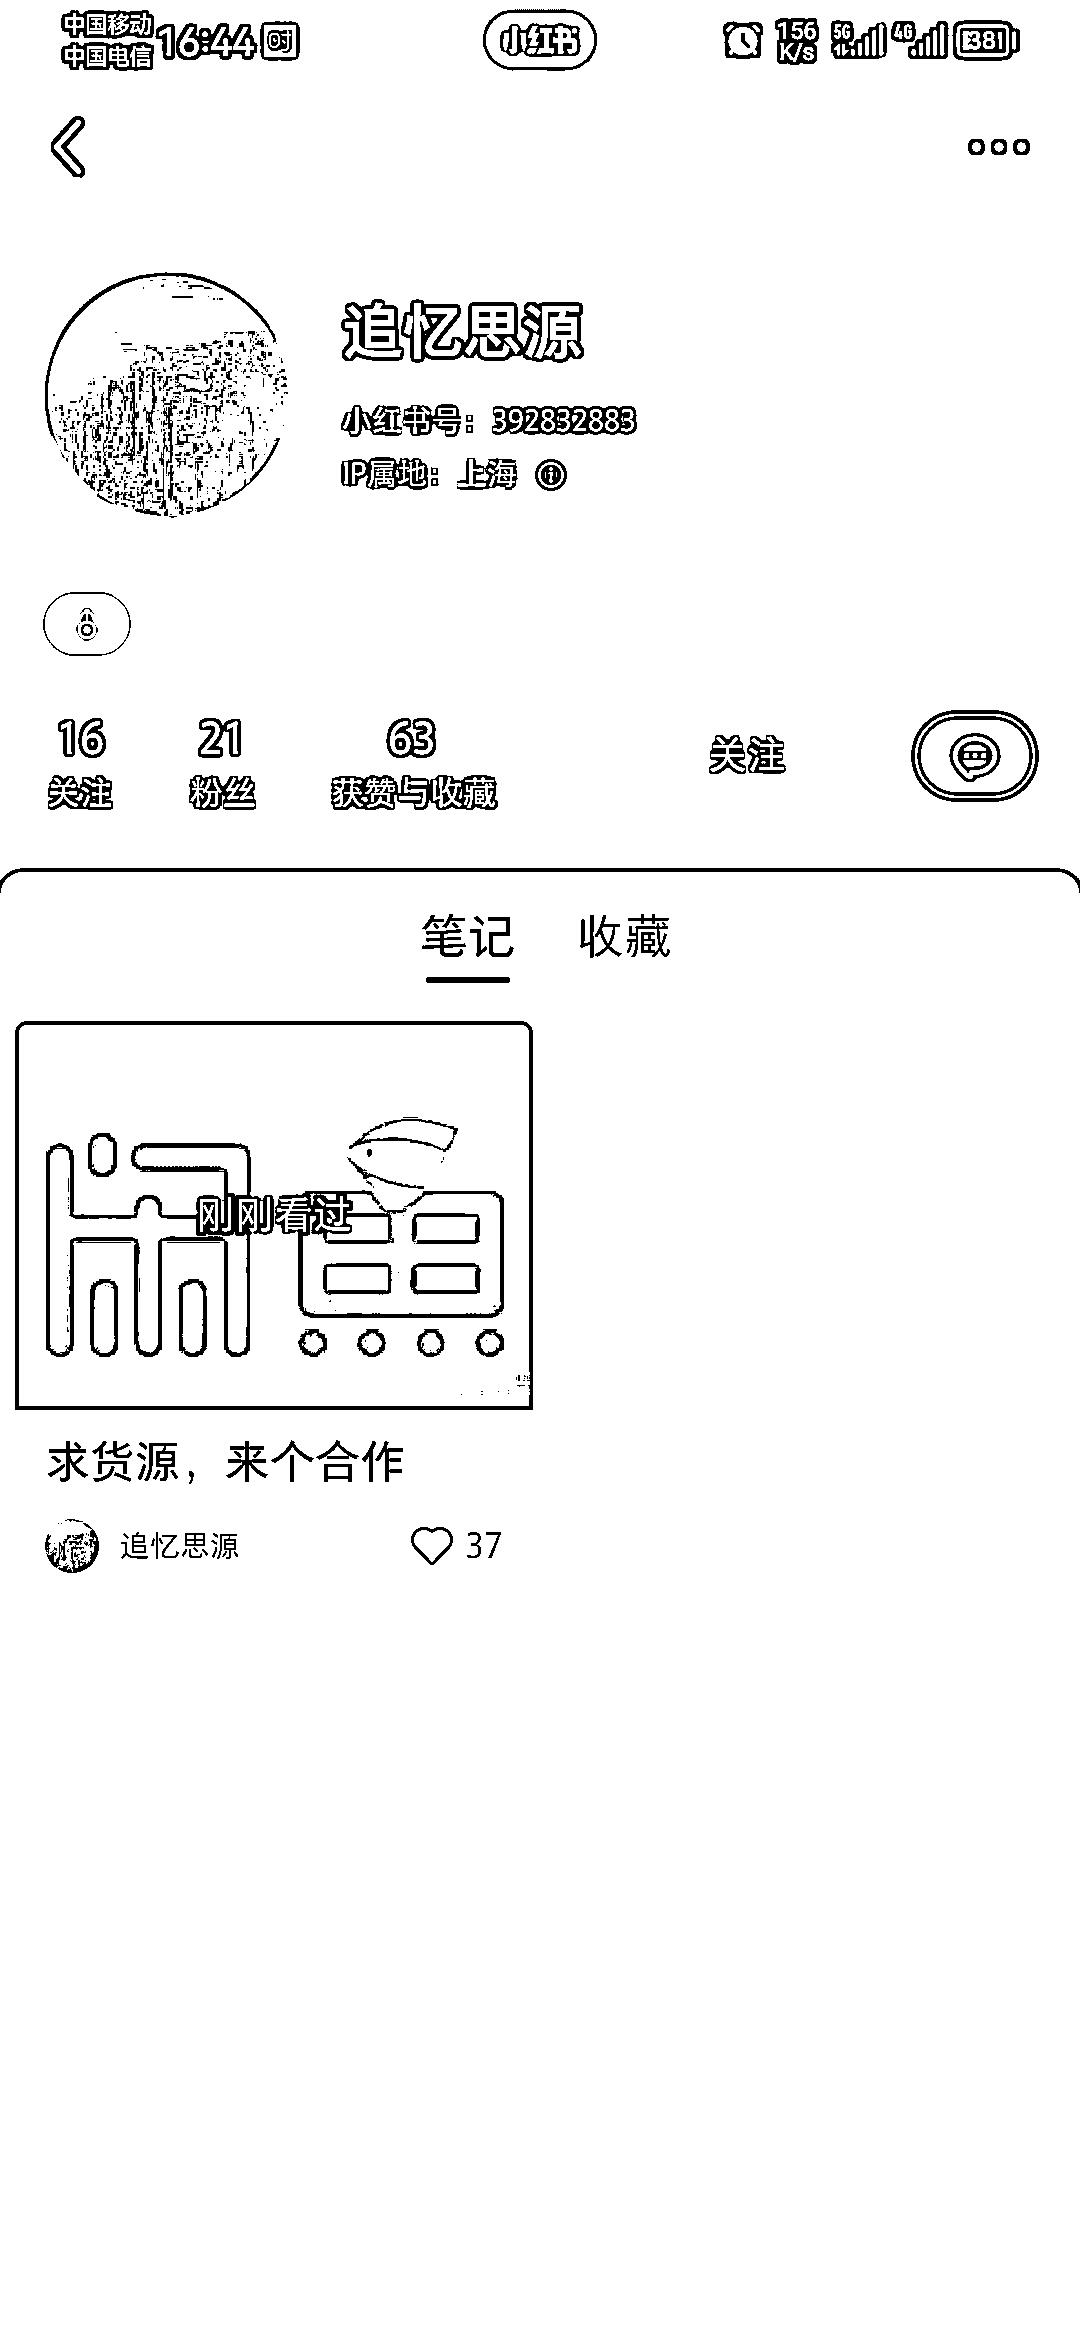 中国移动
中国电信
16:44
小红书
156
K/s
5G
4G
38
追忆思源
小红书号：392832883
IP属地：上海
16
关注
21
粉丝
63
获赞与收藏
关注
笔记
收藏
刚刚看过
求货源，来个合作
追忆思源
37